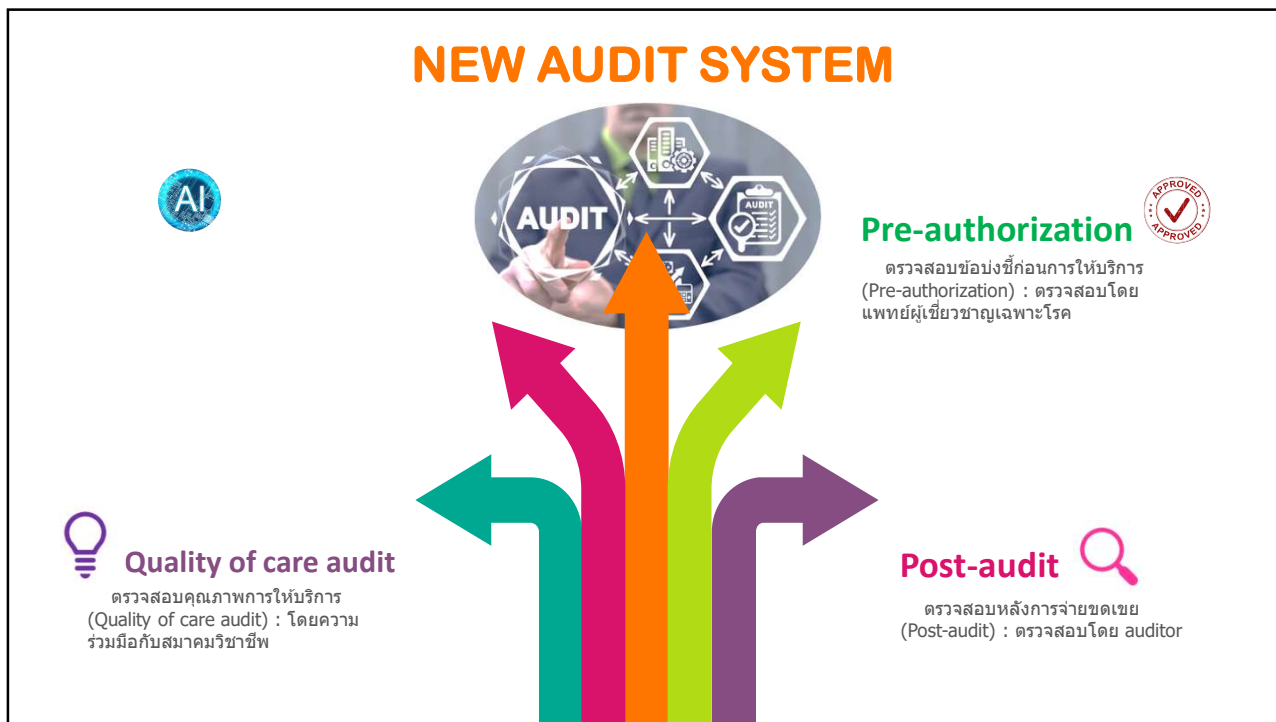 NEW AUDIT SYSTEM
AI
AUDIT
AUDIT
Pre-authorization
APPROVED
APPROVED
ตรวจสอบข้อบ่งชี้ก่อนการให้บริการ
(Pre-authorization) : ตรวจสอบโดย
แพทย์ผู้เชี่ยวชาญเฉพาะโรค
Quality of care audit
ตรวจสอบคุณภาพการให้บริการ
(Quality of care audit) : โดยความ
ร่วมมือกับสมาคมวิชาชีพ
Post-audit
ตรวจสอบหลังการจ่ายชดเชย
(Post-audit) : ตรวจสอบโดย auditor